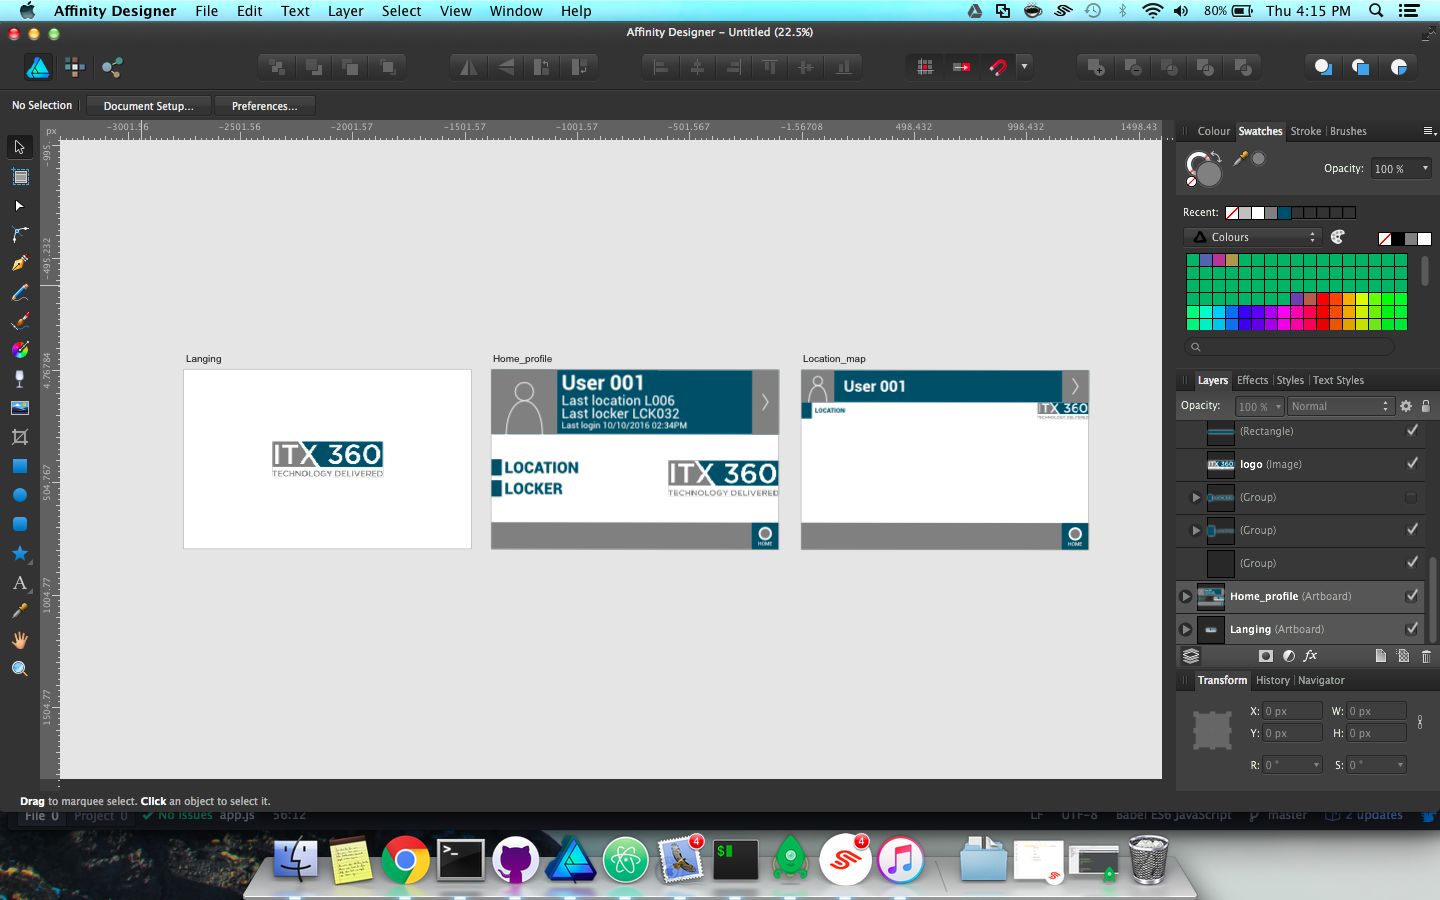 Affinity Designer File Edit Text Layer Select View Window Help 80% Thu 4:15 PM
Affinity Designer – Untitled (22.5%)
No Selection Document Setup... Preferences...
px -3001.56 -2501.56 -2001.57 -1501.57 -1001.57 -501.567 -1.56708 498.432 998.432 1498.43
-995.
-495.232
4.76784
504.767
1004.77
1504.77
Langing
ITX 360
TECHNOLOGY DELIVERED
Home_profile
User 001
Last location L006
Last locker LCK032
Last login 10/10/2016 02:34PM
LOCATION
LOCKER
ITX 360
TECHNOLOGY DELIVERED
HOME
Location_map
User 001
LOCATION
ITX 360
TECHNOLOGY DELIVERED
HOME
Colour Swatches Stroke Brushes
Opacity: 100 %
Recent:
Colours
Layers Effects Styles Text Styles
Opacity: 100 % Normal
(Rectangle)
ITX 360 logo (Image)
(Group)
(Group)
(Group)
Home_profile (Artboard)
Langing (Artboard)
fx
Transform History Navigator
X: 0 px W: 0 px
Y: 0 px H: 0 px
R: 0 ° S: 0 °
Drag to marquee select. Click an object to select it.
File 0 Project 0 No Issues app.js 56:12 LF UTF-8 Babel ES6 JavaScript master 2 updates
4
4